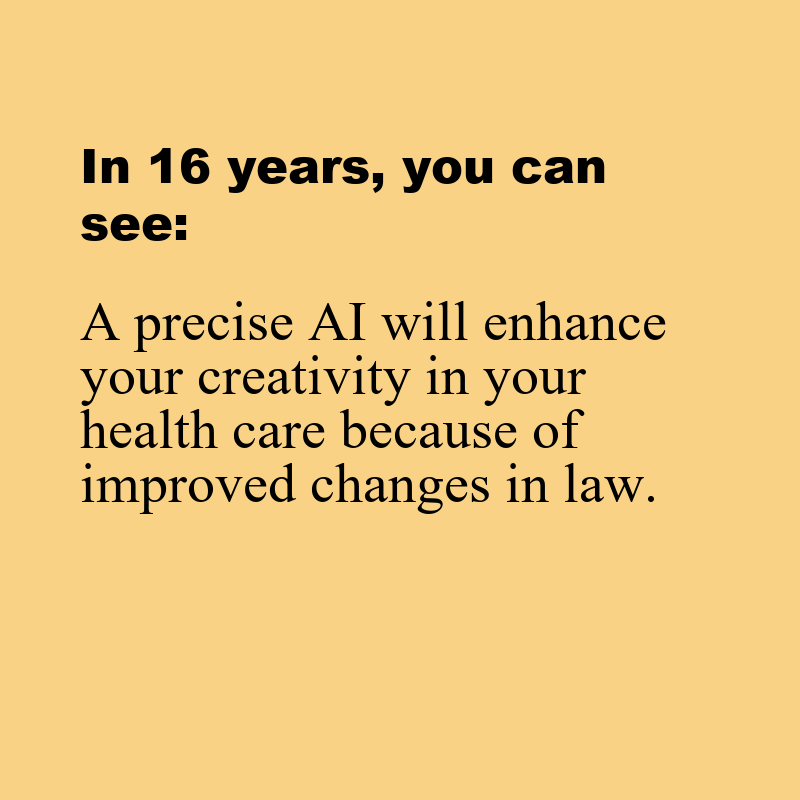 In 16 years, you can
see:
A precise AI will enhance
your creativity in your
health care because of
improved changes in law.